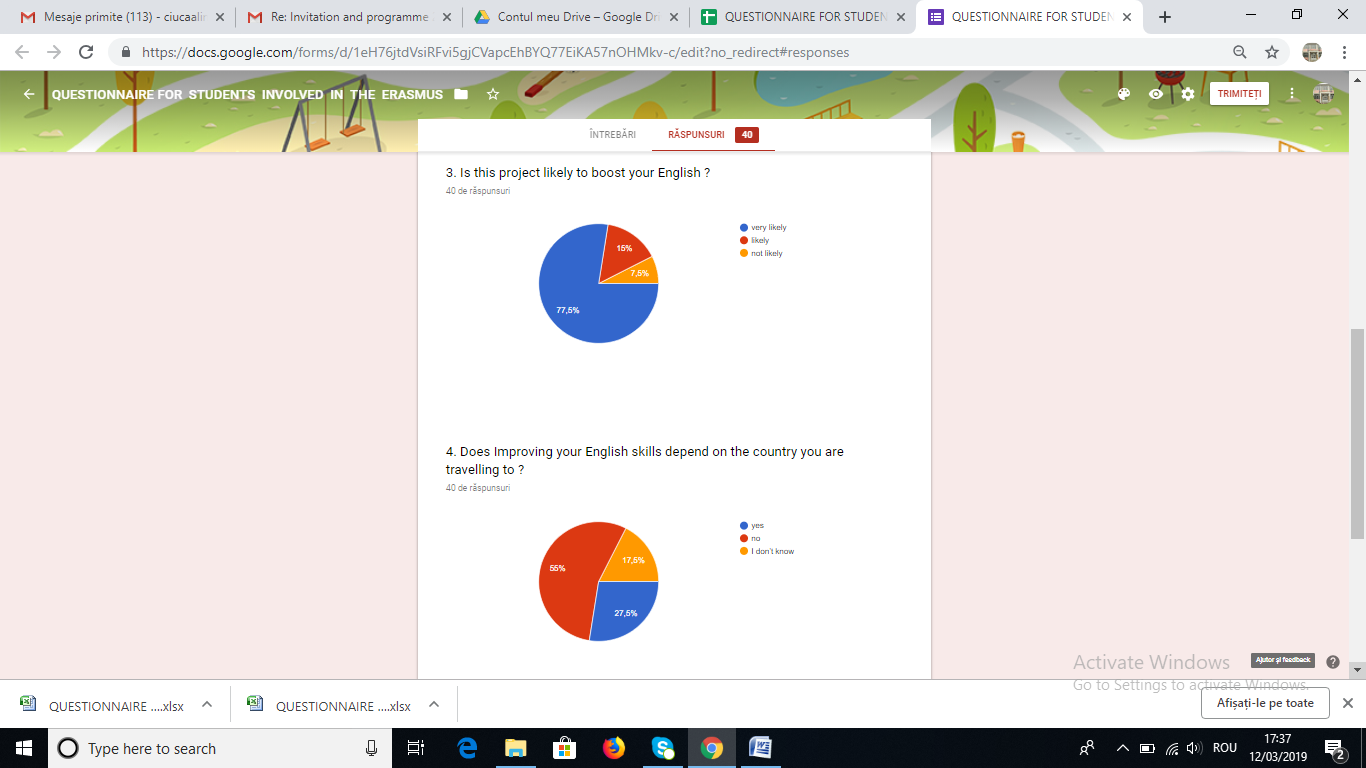 Mesaje primite (113) - ciucaalin
Re: Invitation and programme
Contul meu Drive – Google Dri
QUESTIONNAIRE FOR STUDEN
QUESTIONNAIRE FOR STUDEN
https://docs.google.com/forms/d/1eH76jtdVsiRFvi5gjCVapcEhBYQ77EiKA57nOHMkv-c/edit?no_redirect#responses
QUESTIONNAIRE FOR STUDENTS INVOLVED IN THE ERASMUS
TRIMITEȚI
ÎNTREBĂRI
RĂSPUNSURI 40
3. Is this project likely to boost your English ?
40 de răspunsuri
very likely
likely
not likely
15%
7,5%
77,5%
4. Does Improving your English skills depend on the country you are
travelling to ?
40 de răspunsuri
yes
no
I don't know
17,5%
55%
27,5%
Activate Windows
Go to Settings to activate Windows.
Ajutor și feedback
QUESTIONNAIRE ....xlsx
QUESTIONNAIRE ....xlsx
Afișați-le pe toate
Type here to search
ROU
17:37
12/03/2019
2